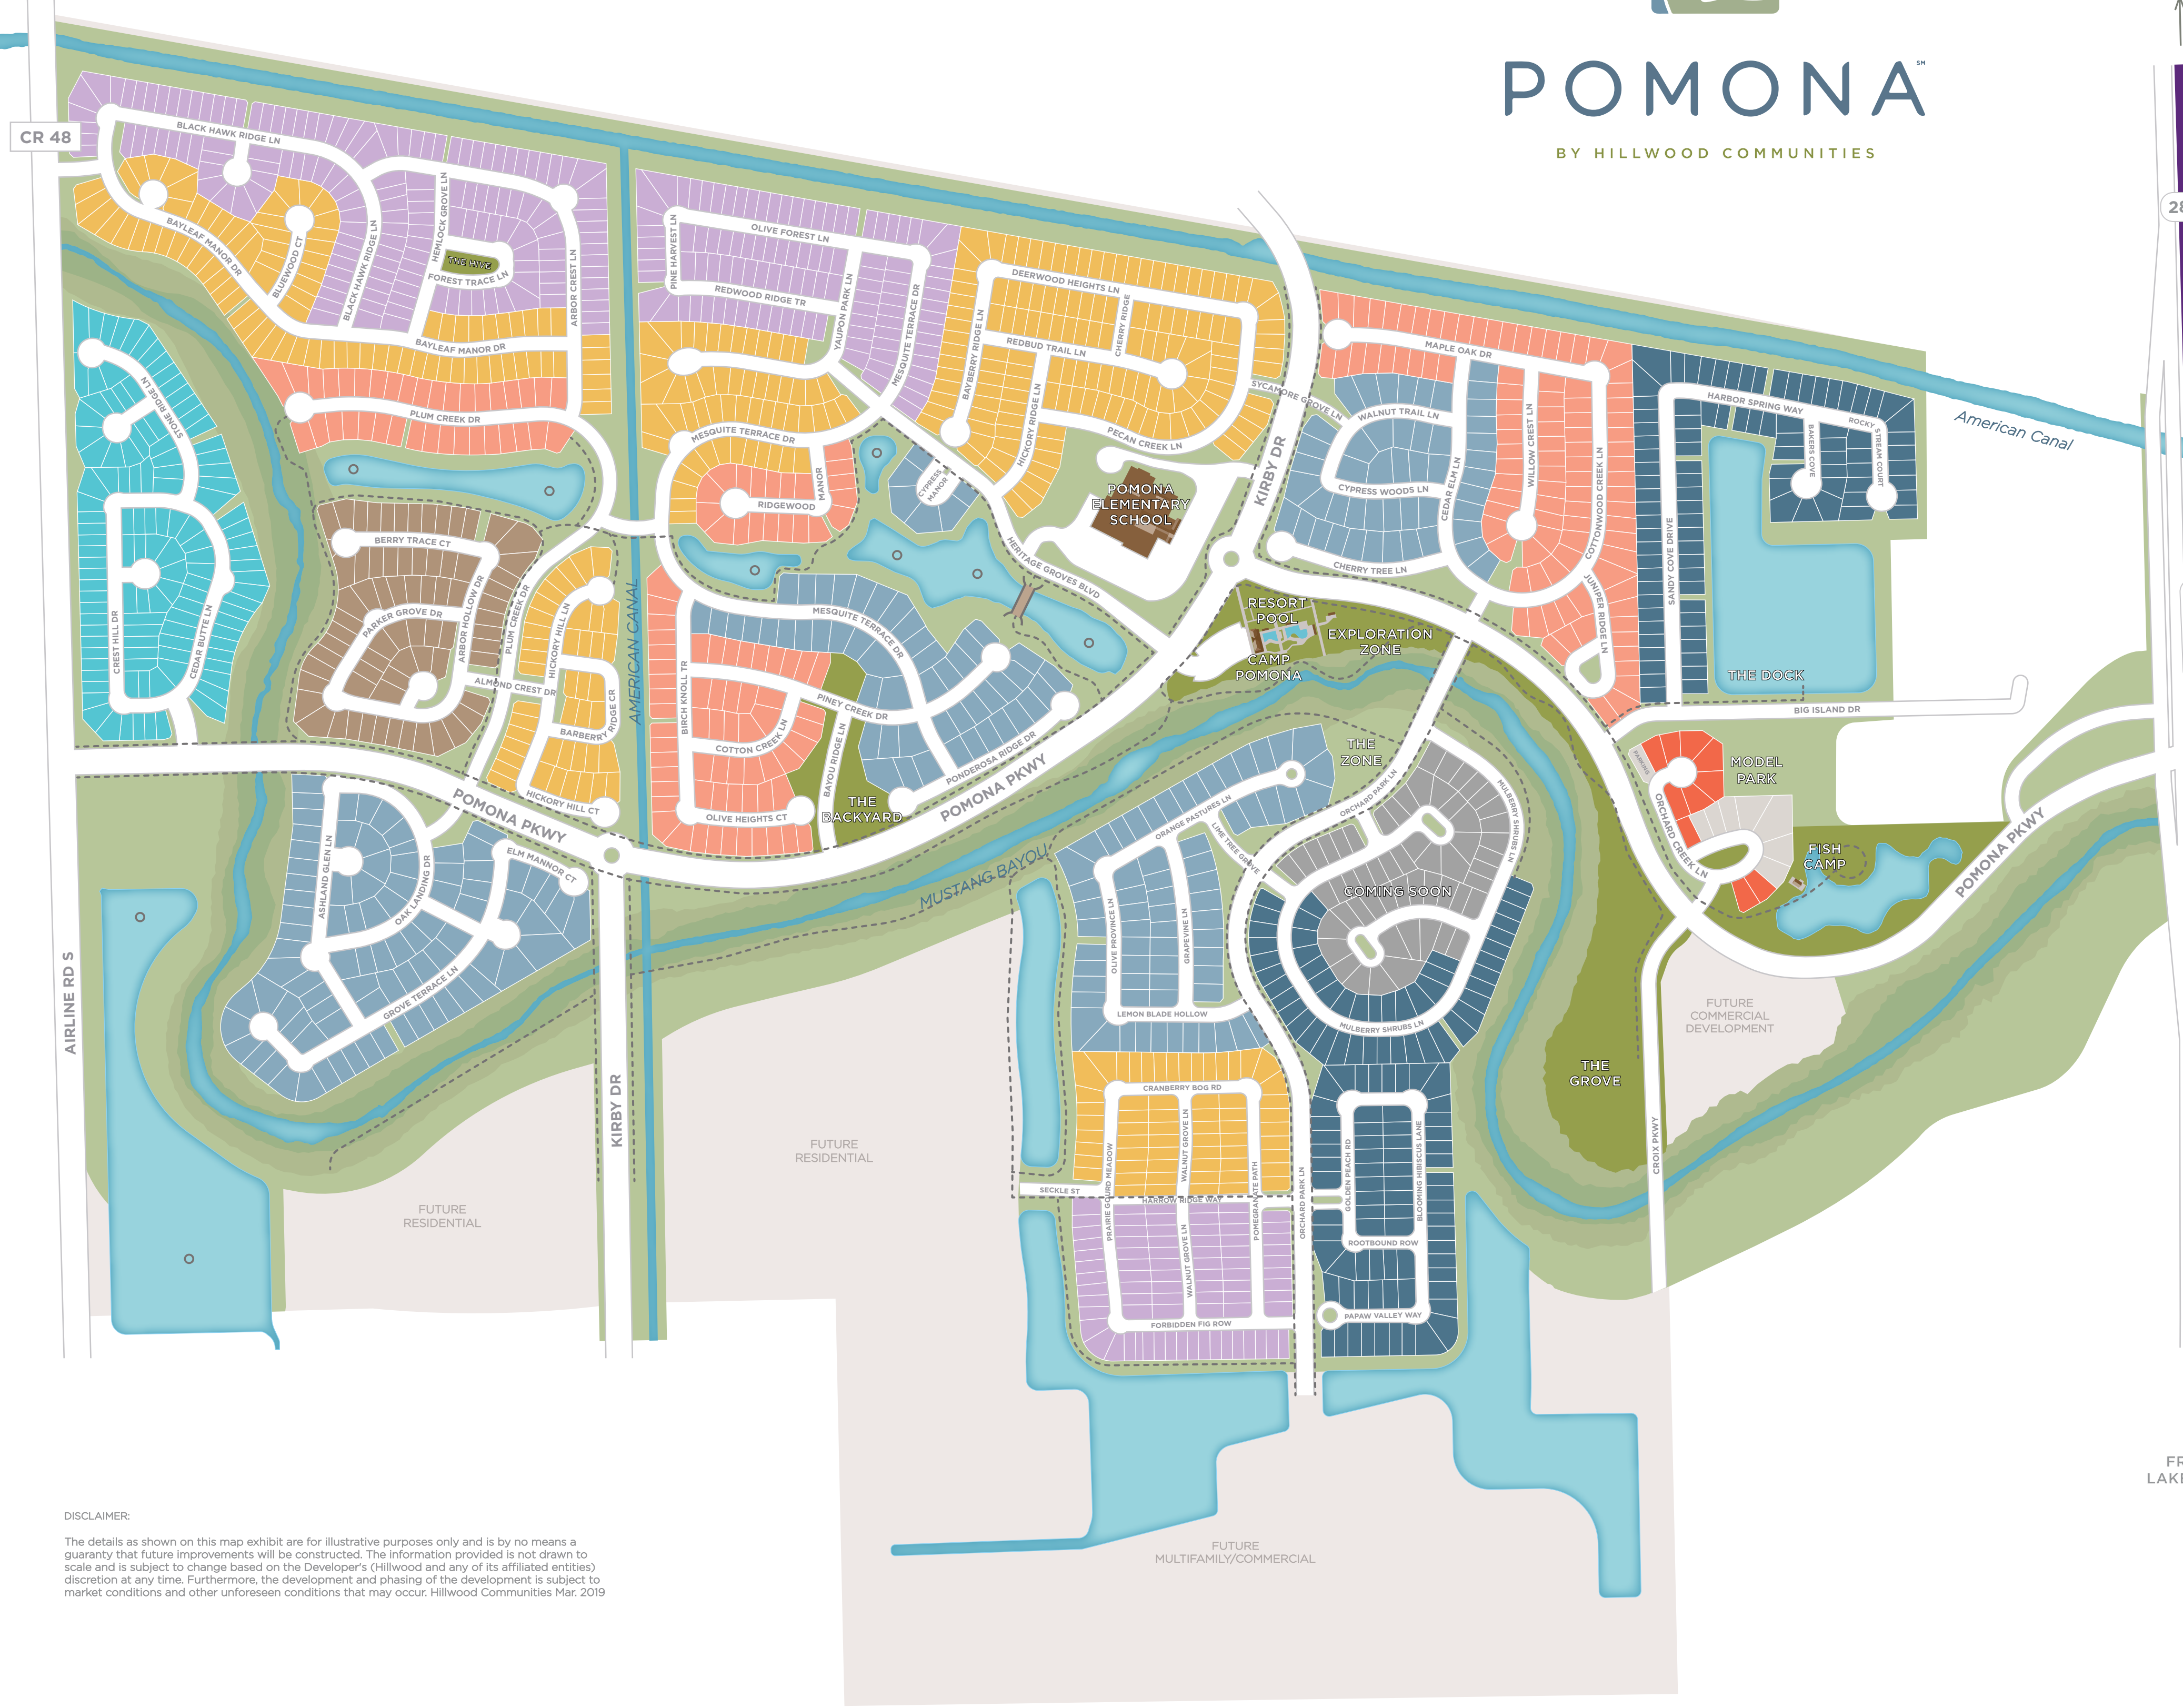 POMONA
SM
BY HILLWOOD COMMUNITIES
CR 48
28
BLACK HAWK RIDGE LN
BAYLEAF MANOR DR
BLUEWOOD CT
BLACK HAWK RIDGE LN
HEMLOCK GROVE LN
THE HIVE
FOREST TRACE LN
ARBOR CREST LN
BAYLEAF MANOR DR
PLUM CREEK DR
STONE RIDGE LN
CREST HILL DR
CEDAR BUTTE LN
BERRY TRACE CT
PARKER GROVE DR
ARBOR HOLLOW DR
PLUM CREEK DR
HICKORY HILL LN
ALMOND CREST DR
BARBERRY RIDGE CR
HICKORY HILL CT
AMERICAN CANAL
PINE HARVEST LN
OLIVE FOREST LN
REDWOOD RIDGE TR
YAUPON PARK LN
MESQUITE TERRACE DR
MESQUITE TERRACE DR
RIDGEWOOD
MANOR
CYPRESS
MANOR
DEERWOOD HEIGHTS LN
CHERRY RIDGE
BAYBERRY RIDGE LN
REDBUD TRAIL LN
HICKORY RIDGE LN
PECAN CREEK LN
POMONA
ELEMENTARY
SCHOOL
HERITAGE GROVES BLVD
KIRBY DR
SYCAMORE GROVE LN
MAPLE OAK DR
WALNUT TRAIL LN
CYPRESS WOODS LN
CEDAR ELM LN
WILLOW CREST LN
COTTONWOOD CREEK LN
CHERRY TREE LN
JUNIPER RIDGE LN
HARBOR SPRING WAY
BAKERS COVE
ROCKY
STREAM COURT
SANDY COVE DRIVE
American Canal
THE DOCK
BIG ISLAND DR
RESORT
POOL
EXPLORATION
ZONE
CAMP
POMONA
MESQUITE TERRACE DR
BIRCH KNOLL TR
PINEY CREEK DR
COTTON CREEK LN
BAYOU RIDGE LN
PONDEROSA RIDGE DR
OLIVE HEIGHTS CT
THE
BACKYARD
POMONA PKWY
POMONA PKWY
MUSTANG BAYOU
ASHLAND GLEN LN
OAK LANDING DR
ELM MANNOR CT
GROVE TERRACE LN
AIRLINE RD S
KIRBY DR
THE
ZONE
ORCHARD PARK LN
ORANGE PASTURES LN
LIME TREE GROVE
MULBERRY SHRUBS LN
COMING SOON
OLIVE PROVINCE LN
GRAPEVINE LN
LEMON BLADE HOLLOW
MULBERRY SHRUBS LN
PARKING
MODEL
PARK
ORCHARD CREEK LN
FISH
CAMP
POMONA PKWY
THE
GROVE
FUTURE
COMMERCIAL
DEVELOPMENT
CROIX PKWY
CRANBERRY BOG RD
WALNUT GROVE LN
PRAIRIE GOURD MEADOW
POMEGRANATE PATH
SECKLE ST
HARROW RIDGE WAY
WALNUT GROVE LN
FORBIDDEN FIG ROW
ORCHARD PARK LN
GOLDEN PEACH RD
BLOOMING HIBISCUS LANE
ROOTBOUND ROW
PAPAW VALLEY WAY
FUTURE
RESIDENTIAL
FUTURE
RESIDENTIAL
FUTURE
MULTIFAMILY/COMMERCIAL
FR
LAKE
DISCLAIMER:
The details as shown on this map exhibit are for illustrative purposes only and is by no means a
guaranty that future improvements will be constructed. The information provided is not drawn to
scale and is subject to change based on the Developer's (Hillwood and any of its affiliated entities)
discretion at any time. Furthermore, the development and phasing of the development is subject to
market conditions and other unforeseen conditions that may occur. Hillwood Communities Mar. 2019